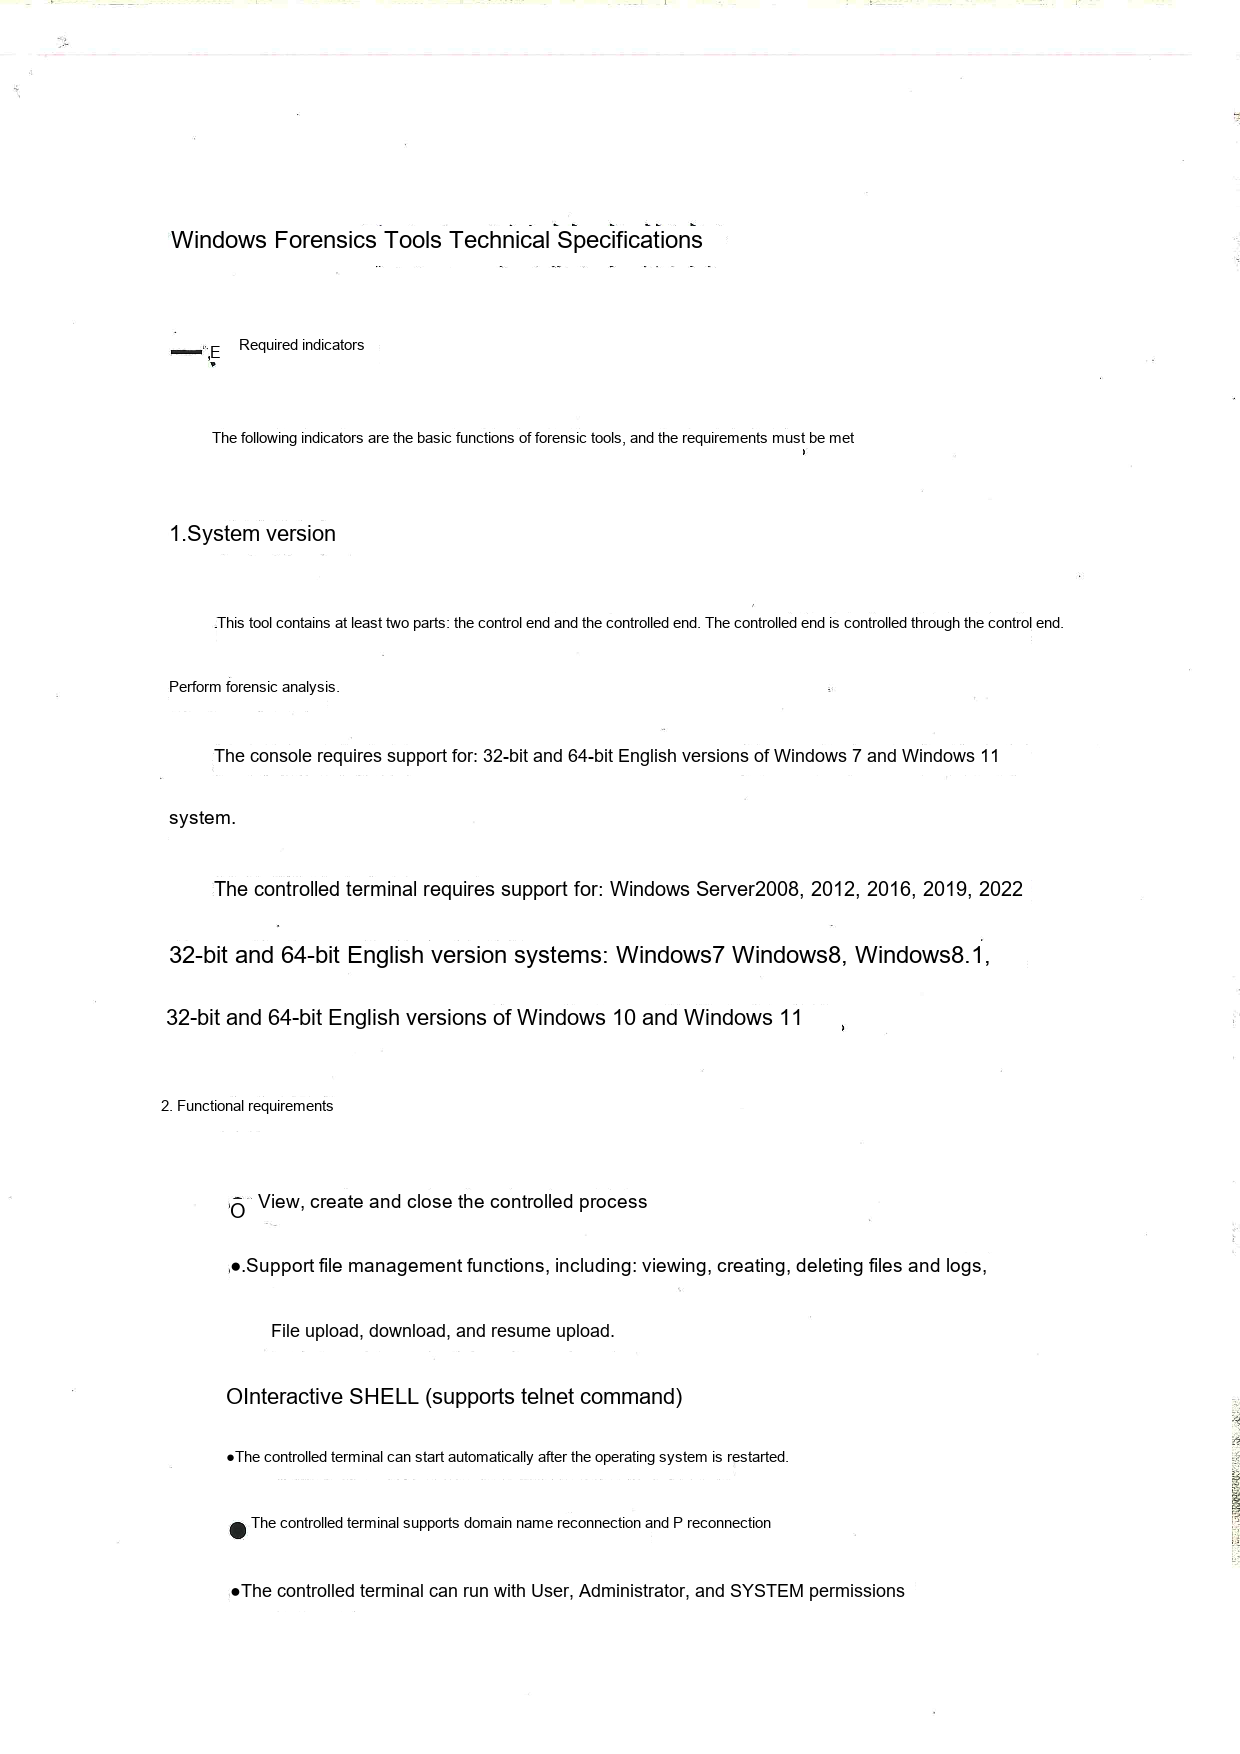 Windows Forensics Tools Technical Specifications
E Required indicators
The following indicators are the basic functions of forensic tools, and the requirements must be met
1.System version
.This tool contains at least two parts: the control end and the controlled end. The controlled end is controlled through the control end.
Perform forensic analysis.
The console requires support for: 32-bit and 64-bit English versions of Windows 7 and Windows 11
system.
The controlled terminal requires support for: Windows Server2008, 2012, 2016, 2019, 2022
32-bit and 64-bit English version systems: Windows7 Windows8, Windows8.1,
32-bit and 64-bit English versions of Windows 10 and Windows 11
2. Functional requirements
O View, create and close the controlled process
●.Support file management functions, including: viewing, creating, deleting files and logs,
File upload, download, and resume upload.
OInteractive SHELL (supports telnet command)
●The controlled terminal can start automatically after the operating system is restarted.
● The controlled terminal supports domain name reconnection and P reconnection
●The controlled terminal can run with User, Administrator, and SYSTEM permissions